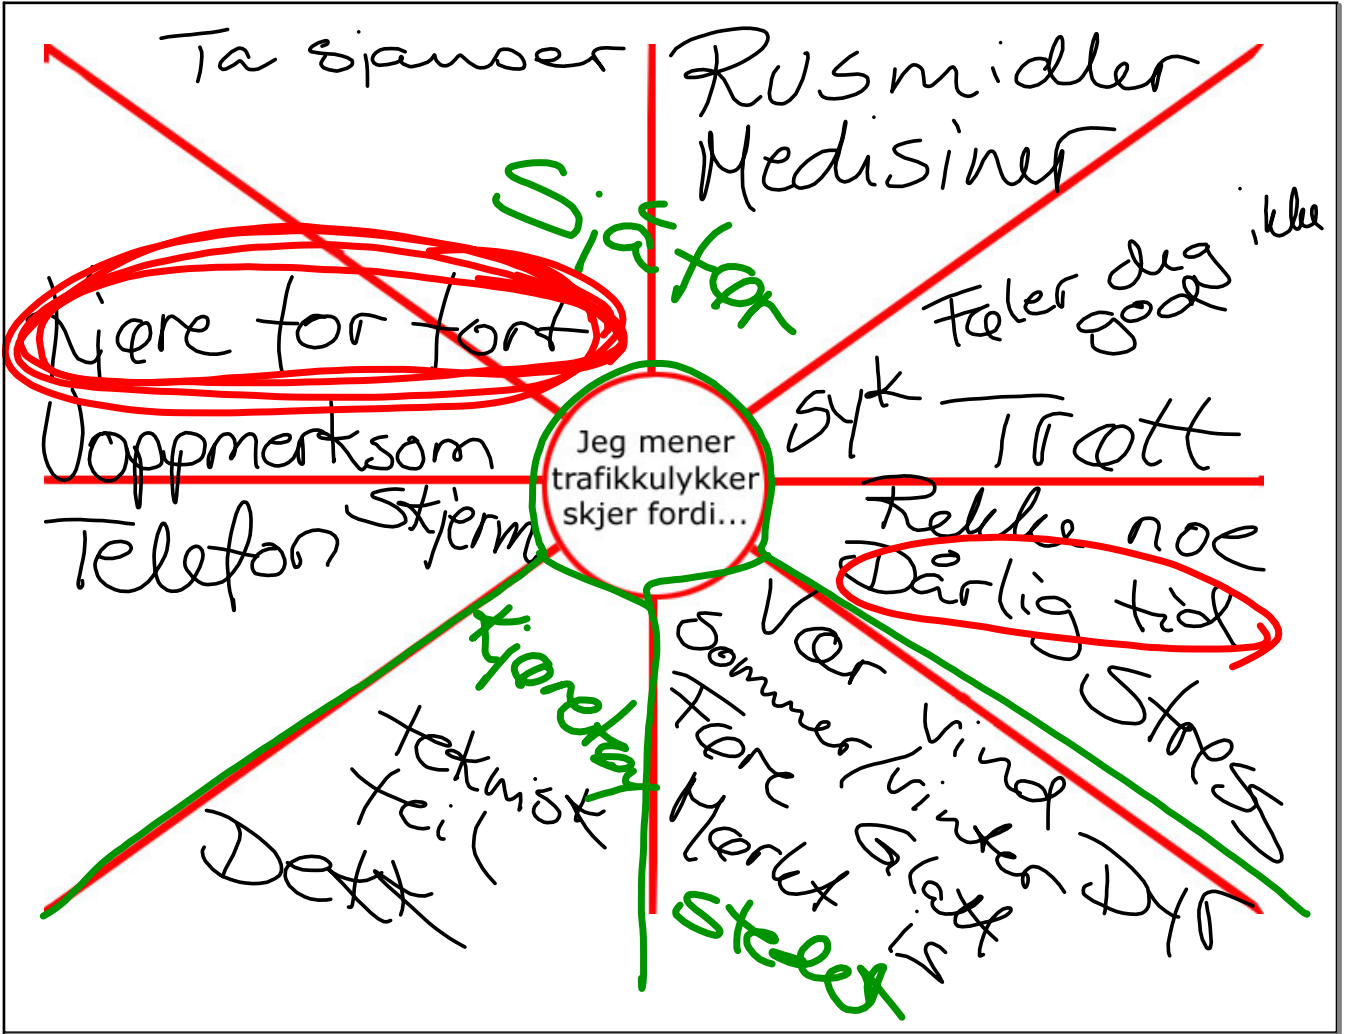 Ta sjanser
Rusmidler
Medisiner
Sjåfør
Kjøre for fort
Føler deg ikke
god
syk Trøtt
Uoppmerksom
Jeg mener
trafikkulykker
skjer fordi...
Telefon Skjerm
Rekke noe
Dårlig tid
Stress
Kjøretøy
teknisk
feil
Dekk
Vær
Sommer/vinter
Vind
Føre
Mørkt
Glatt
is
Dyr
Stedet